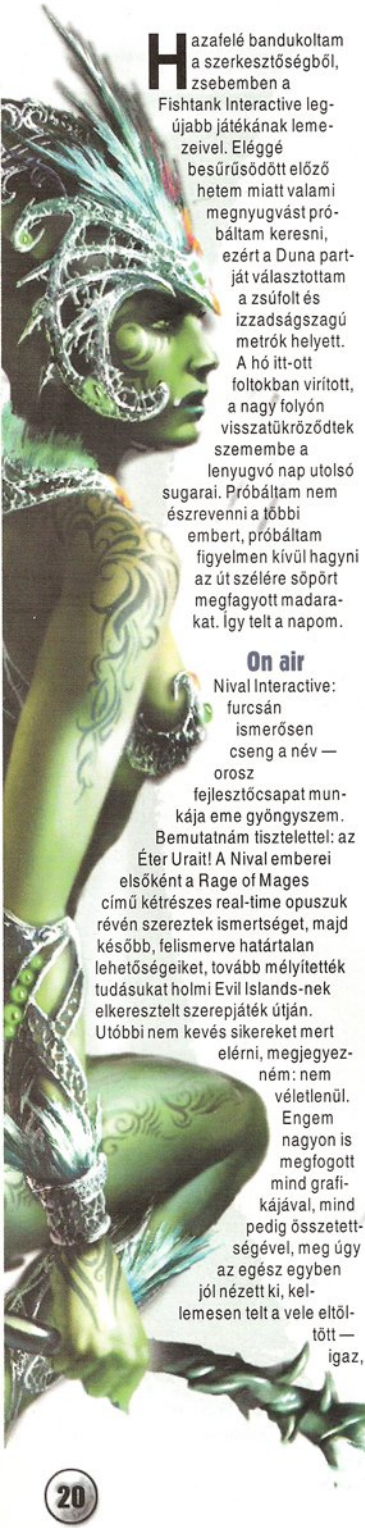 Hazafelé bandukoltam
a szerkesztőségből,
zsebemben a
Fishtank Interactive leg-
újabb játékának leme-
zeivel. Eléggé
besűrűsödött előző
hetem miatt valami
megnyugvást pró-
báltam keresni,
ezért a Duna part-
ját választottam
a zsúfolt és
izzadságszagú
metrók helyett.
A hó itt-ott
foltokban virított,
a nagy folyón
visszatükröződtek
szemembe a
lenyugvó nap utolsó
sugarai. Próbáltam nem
észrevenni a többi
embert, próbáltam
figyelmen kívül hagyni
az út szélére söpört
megfagyott madara-
kat. Így telt a napom.
On air
Nival Interactive:
furcsán
ismerősen
cseng a név —
orosz
fejlesztőcsapat mun-
kája eme gyöngyszem.
Bemutatnám tisztelettel: az
Éter Urait! A Nival emberei
elsőként a Rage of Mages
című kétrészes real-time opuszuk
révén szereztek ismertséget, majd
később, felismerve határtalan
lehetőségeiket, tovább mélyítették
tudásukat holmi Evil Islands-nek
elkeresztelt szerepjáték útján.
Utóbbi nem kevés sikereket mert
elérni, megjegyez-
ném: nem
véletlenül.
Engem
nagyon is
megfogott
mind grafi-
kájával, mind
pedig összetett-
ségével, meg úgy
az egész egyben
jól nézett ki, kel-
lemesen telt a vele eltöl-
tött —
igaz,
20